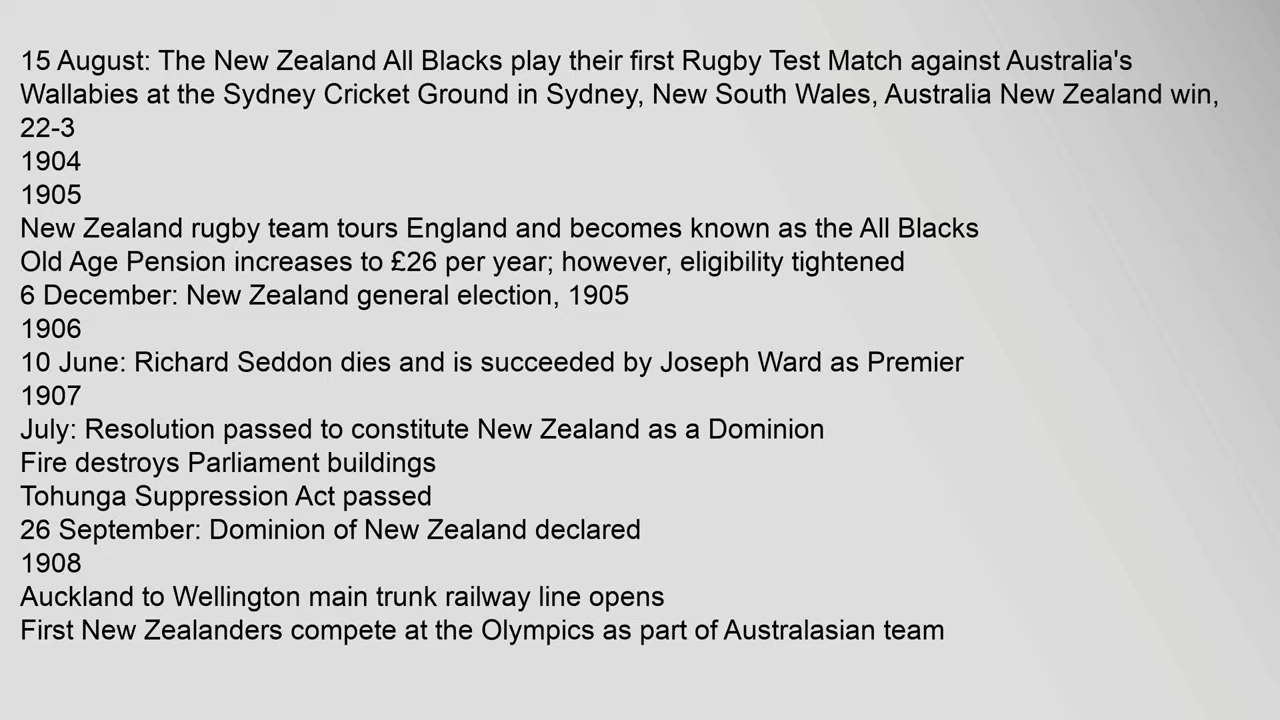 15 August: The New Zealand All Blacks play their first Rugby Test Match against Australia's
Wallabies at the Sydney Cricket Ground in Sydney, New South Wales, Australia New Zealand win,
22-3
1904
1905
New Zealand rugby team tours England and becomes known as the All Blacks
Old Age Pension increases to £26 per year; however, eligibility tightened
6 December: New Zealand general election, 1905
1906
10 June: Richard Seddon dies and is succeeded by Joseph Ward as Premier
1907
July: Resolution passed to constitute New Zealand as a Dominion
Fire destroys Parliament buildings
Tohunga Suppression Act passed
26 September: Dominion of New Zealand declared
1908
Auckland to Wellington main trunk railway line opens
First New Zealanders compete at the Olympics as part of Australasian team